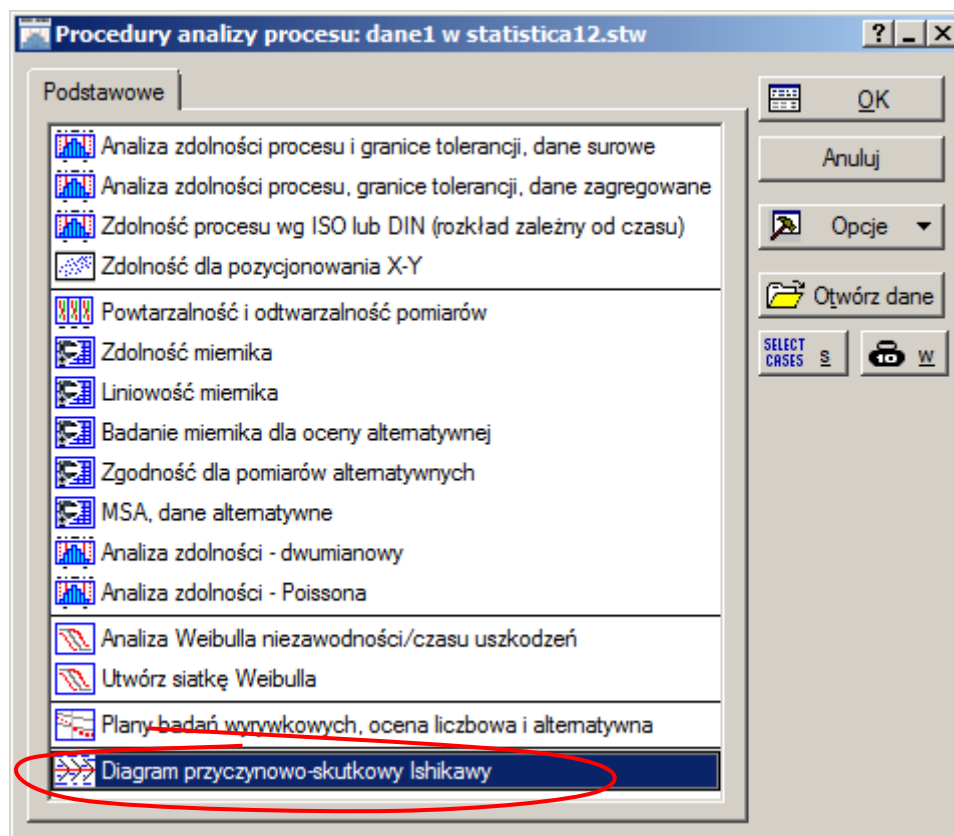 Procedury analizy procesu: dane1 w statistica12.stw
Podstawowe
Analiza zdolności procesu i granice tolerancji, dane surowe
Analiza zdolności procesu, granice tolerancji, dane zagregowane
Zdolność procesu wg ISO lub DIN (rozkład zależny od czasu)
Zdolność dla pozycjonowania X-Y
Powtarzalność i odtwarzalność pomiarów
Zdolność miernika
Liniowość miernika
Badanie miernika dla oceny alternatywnej
Zgodność dla pomiarów alternatywnych
MSA, dane alternatywne
Analiza zdolności - dwumianowy
Analiza zdolności - Poissona
Analiza Weibulla niezawodności/czasu uszkodzeń
Utwórz siatkę Weibulla
Plany badań wyrywkowych, ocena liczbowa i alternatywna
Diagram przyczynowo-skutkowy Ishikawy
OK
Anuluj
Opcje
Otwórz dane
SELECT CASES S
10 W